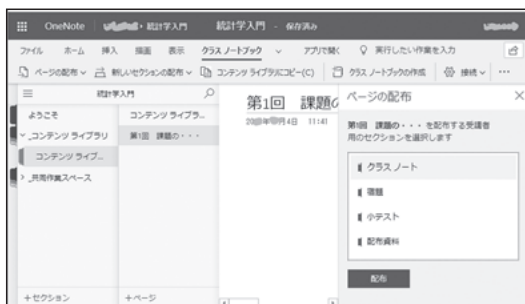 OneNote ・統計学入門 統計学入門 - 保存済み
ファイル ホーム 挿入 描画 表示 クラス ノートブック アプリで開く 実行したい作業を入力
ページの配布 新しいセクションの配布 コンテンツ ライブラリにコピー(C) クラス ノートブックの作成 接続 …
統計学入門
ようこそ
_コンテンツ ライブラリ
コンテンツ ライブ...
_共同作業スペース
+セクション
コンテンツ ライブラ...
第1回 課題の・・・
+ページ
第1回 課題の
4日 11:41
ページの配布 ×
第1回 課題の・・・ を配布する受講者
用のセクションを選択します
クラス ノート
宿題
小テスト
配布資料
配布